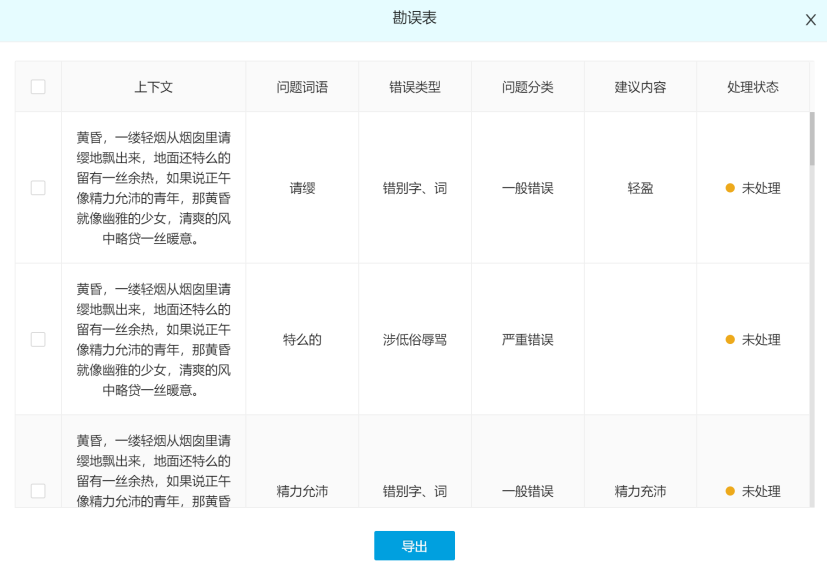 勘误表
X
上下文 问题词语 错误类型 问题分类 建议内容 处理状态
黄昏，一缕轻烟从烟囱里请
缨地飘出来，地面还特么的
留有一丝余热，如果说正午
像精力允沛的青年，那黄昏
就像幽雅的少女，清爽的风
中略贷一丝暖意。
请缨 错别字、词 一般错误 轻盈 未处理
黄昏，一缕轻烟从烟囱里请
缨地飘出来，地面还特么的
留有一丝余热，如果说正午
像精力允沛的青年，那黄昏
就像幽雅的少女，清爽的风
中略贷一丝暖意。
特么的 涉低俗辱骂 严重错误 未处理
黄昏，一缕轻烟从烟囱里请
缨地飘出来，地面还特么的
留有一丝余热，如果说正午
像精力允沛的青年，那黄昏
精力允沛 错别字、词 一般错误 精力充沛 未处理
导出